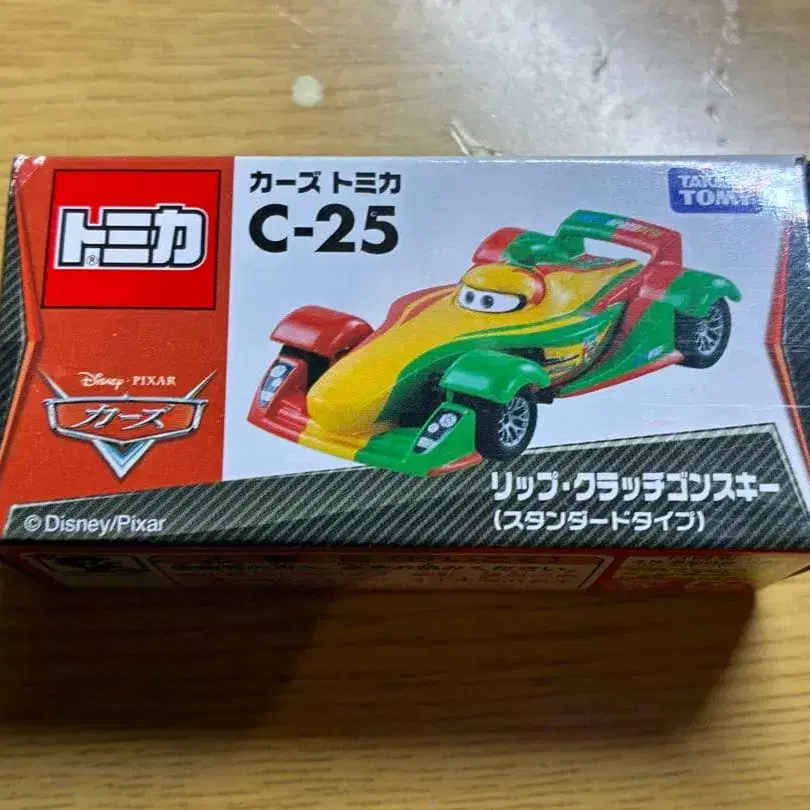 トミカ
®
Disney・PIXAR
カーズ
©Disney/Pixar
カーズ トミカ
C-25
TAKARA
TOMY
リップ・クラッチゴンスキー
(スタンダードタイプ)